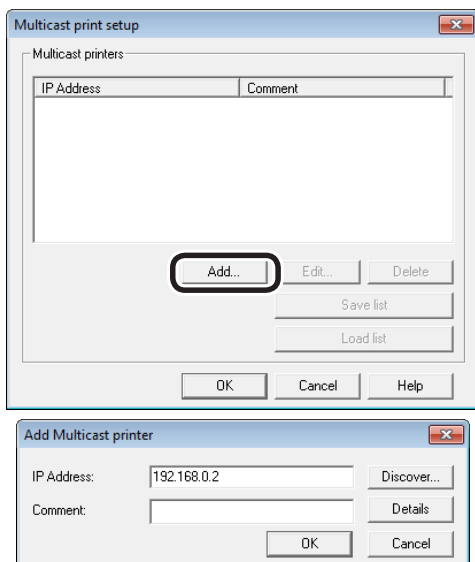 Multicast print setup
Multicast printers
IP Address Comment
Add... Edit... Delete
Save list
Load list
OK Cancel Help
Add Multicast printer
IP Address: 192.168.0.2 Discover...
Comment: Details
OK Cancel